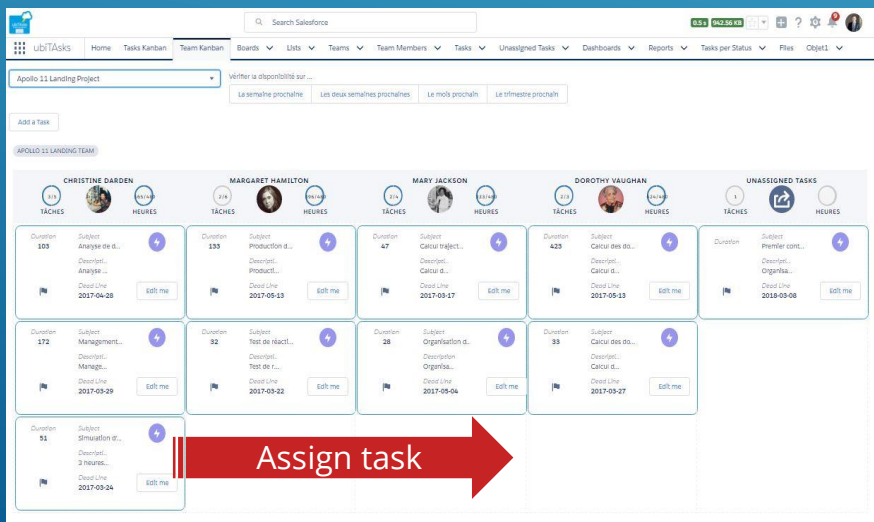 Search Salesforce
0.5 s 942.56 KB
9
ubiTAsks Home Tasks Kanban Team Kanban Boards Lists Teams Team Members Tasks Unassigned Tasks Dashboards Reports Tasks per Status Files Objet1
Apollo 11 Landing Project
Vérifier la disponibilité sur ...
La semaine prochaine Les deux semaines prochaines Le mois prochain Le trimestre prochain
Add a Task
APOLLO 11 LANDING TEAM
CHRISTINE DARDEN MARGARET HAMILTON MARY JACKSON DOROTHY VAUGHAN UNASSIGNED TASKS
TÂCHES HEURES TÂCHES HEURES TÂCHES HEURES TÂCHES HEURES 1 TÂCHES HEURES
Duration Subject Duration Subject Duration Subject Duration Subject Duration Subject
103 Analyse de d... 133 Production d... 47 Calcul traject... 423 Calcul des do... Premier cont...
Descripti... Descripti... Descripti... Descripti... Descripti...
Analyse ... Producti... Calcul d... Calcul d... Organisa...
Dead Line Dead Line Dead Line Dead Line Dead Line
2017-04-28 Edit me 2017-05-13 Edit me 2017-03-17 Edit me 2017-05-13 Edit me 2018-03-08 Edit me
Duration Subject Duration Subject Duration Subject Duration Subject
172 Management... 32 Test de réacti... 28 Organisation d... 33 Calcul des do...
Descripti... Descripti... Description Descripti...
Manage... Test de r... Organisa... Calcul d...
Dead Line Dead Line Dead Line Dead Line
2017-03-29 Edit me 2017-03-22 Edit me 2017-05-04 Edit me 2017-03-27 Edit me
Duration Subject
51 Simulation d'...
Descripti...
3 heures...
Dead Line
2017-03-24 Edit me
Assign task